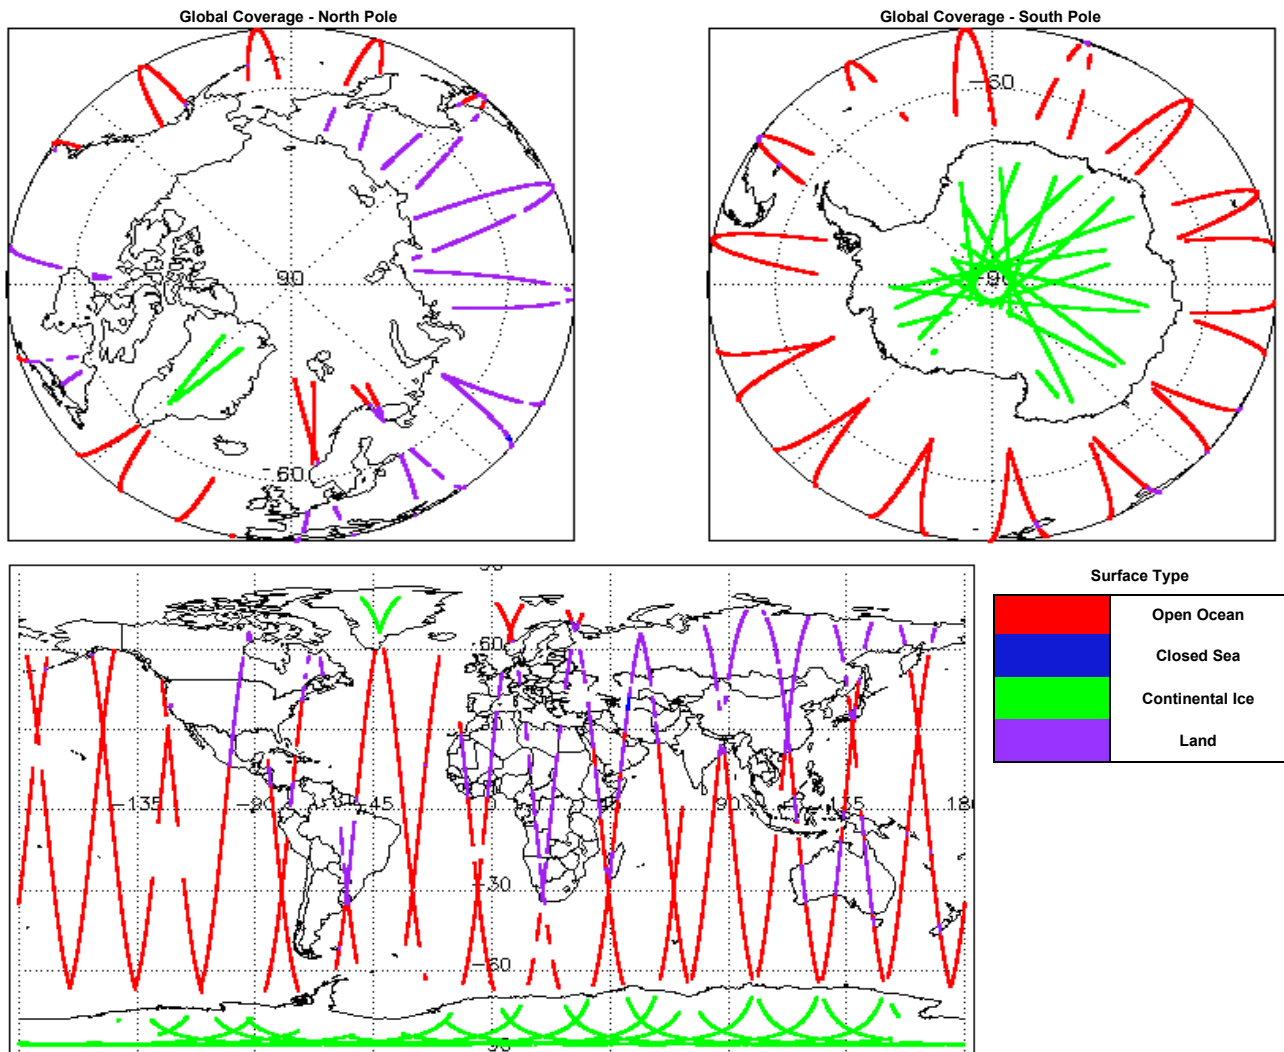 Global Coverage - North Pole
Global Coverage - South Pole
90
60
-60
90
60
-135
-90
-45
90
135
180
-30
-60
Surface Type
Open Ocean
Closed Sea
Continental Ice
Land